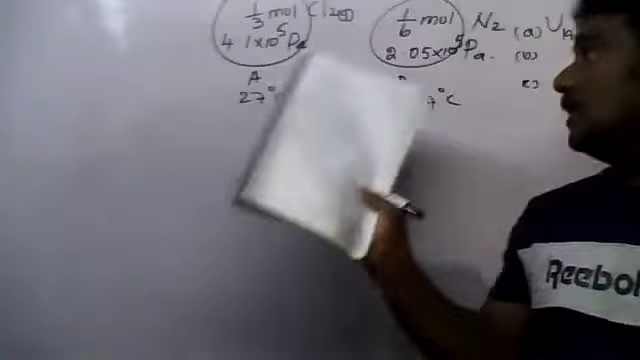 1/3 mol Cl2(g)
4.1x10^5 Pa
A
27°
1/6 mol N2
2.05x10^5 Pa.
7°C
(a) U
(b)
(c)
Reebok